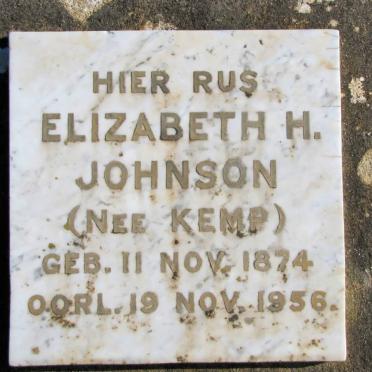 HIER RUS
ELIZABETH H.
JOHNSON
(NEE KEMP)
GEB. 11 NOV. 1874
OORL. 19 NOV. 1956.